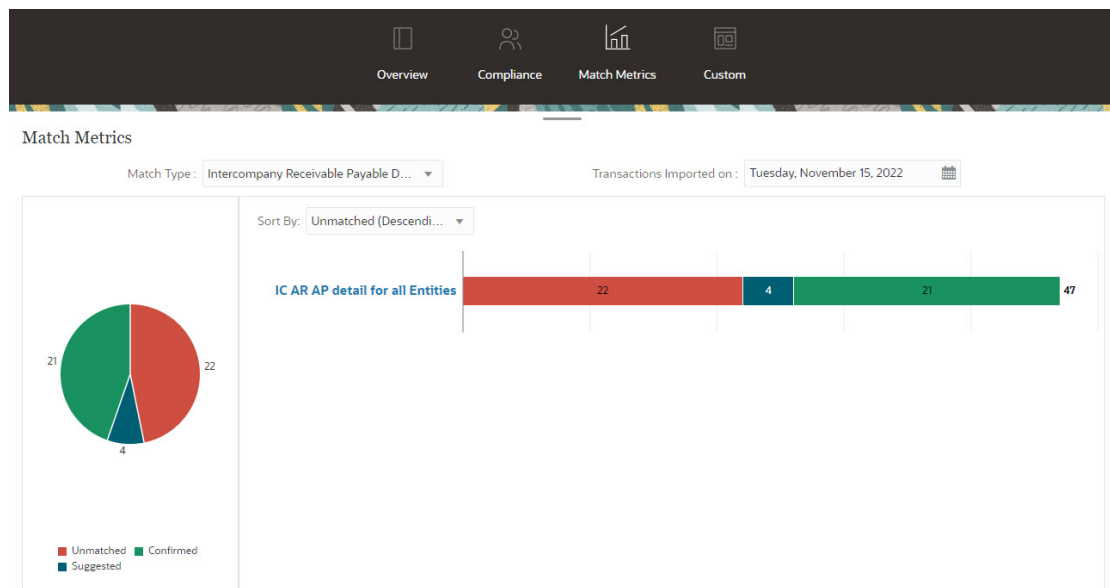 Overview Compliance Match Metrics Custom
Match Metrics
Match Type : Intercompany Receivable Payable D... Transactions Imported on : Tuesday, November 15, 2022
Sort By: Unmatched (Descendi...
IC AR AP detail for all Entities 22 4 21 47
21 22
4
Unmatched Confirmed
Suggested